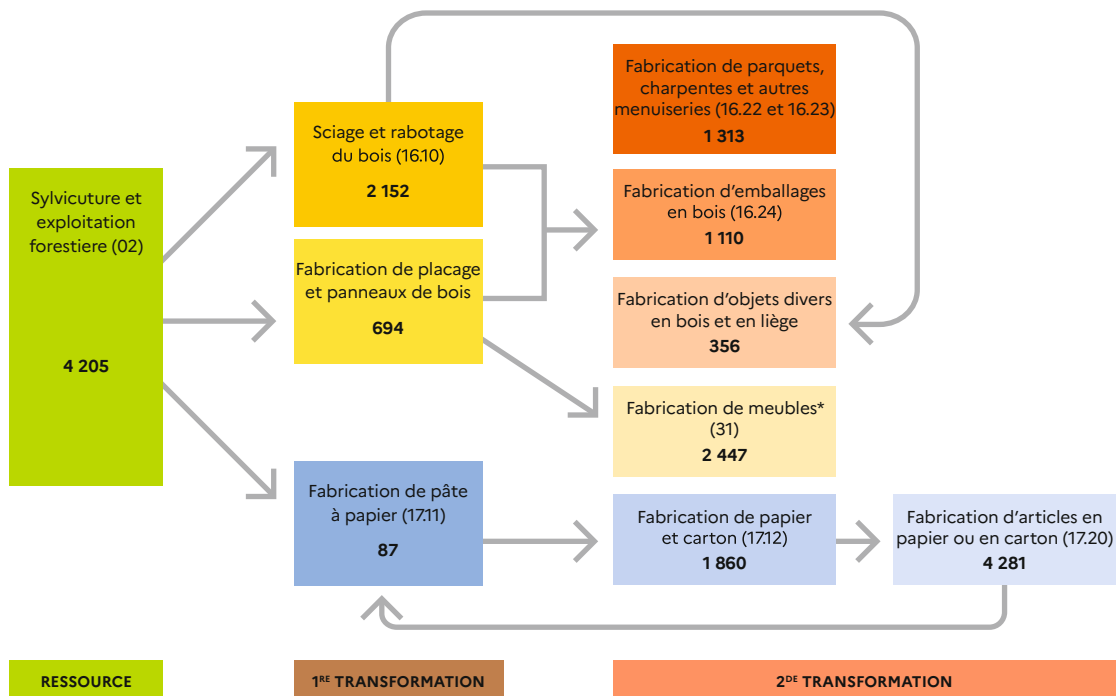 Sylvicuture et
exploitation
forestiere (02)
4 205
Sciage et rabotage
du bois (16.10)
2 152
Fabrication de placage
et panneaux de bois
694
Fabrication de pâte
à papier (17.11)
87
Fabrication de parquets,
charpentes et autres
menuiseries (16.22 et 16.23)
1 313
Fabrication d'emballages
en bois (16.24)
1 110
Fabrication d'objets divers
en bois et en liège
356
Fabrication de meubles*
(31)
2 447
Fabrication de papier
et carton (17.12)
1 860
Fabrication d'articles en
papier ou en carton (17.20)
4 281
RESSOURCE
1RE TRANSFORMATION
2DE TRANSFORMATION